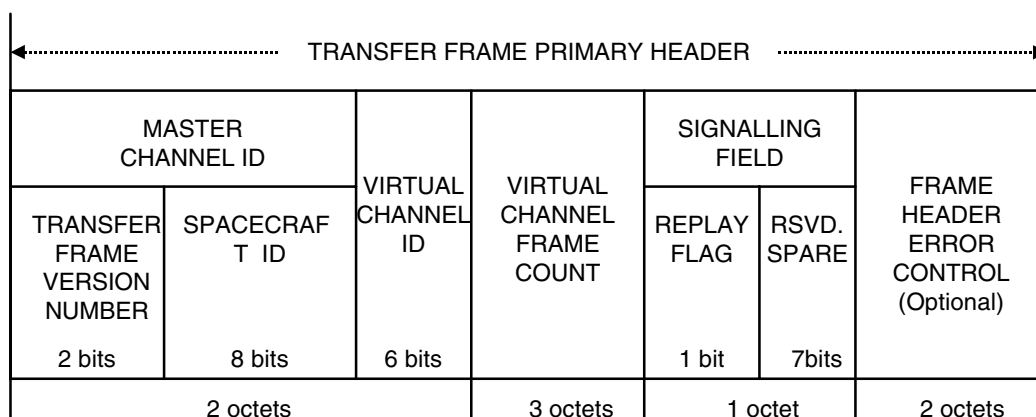 TRANSFER FRAME PRIMARY HEADER
MASTER
CHANNEL ID
TRANSFER
FRAME
VERSION
NUMBER
2 bits
SPACECRAF
T ID
8 bits
VIRTUAL
CHANNEL
ID
6 bits
VIRTUAL
CHANNEL
FRAME
COUNT
SIGNALLING
FIELD
REPLAY
FLAG
1 bit
RSVD.
SPARE
7bits
FRAME
HEADER
ERROR
CONTROL
(Optional)
2 octets
3 octets
1 octet
2 octets